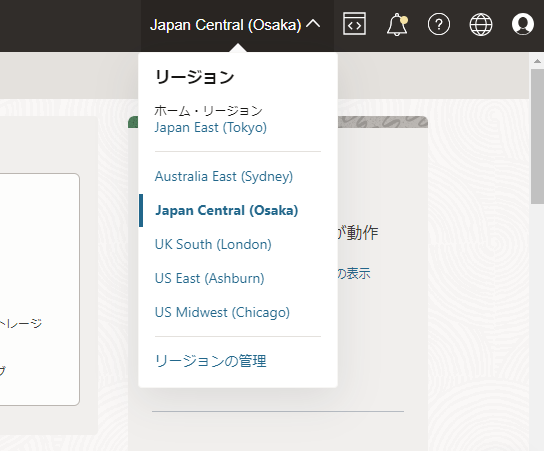 Japan Central (Osaka)
リージョン
ホーム・リージョン
Japan East (Tokyo)
Australia East (Sydney)
Japan Central (Osaka)
が動作
UK South (London)
の表示
US East (Ashburn)
US Midwest (Chicago)
トレージ
リージョンの管理